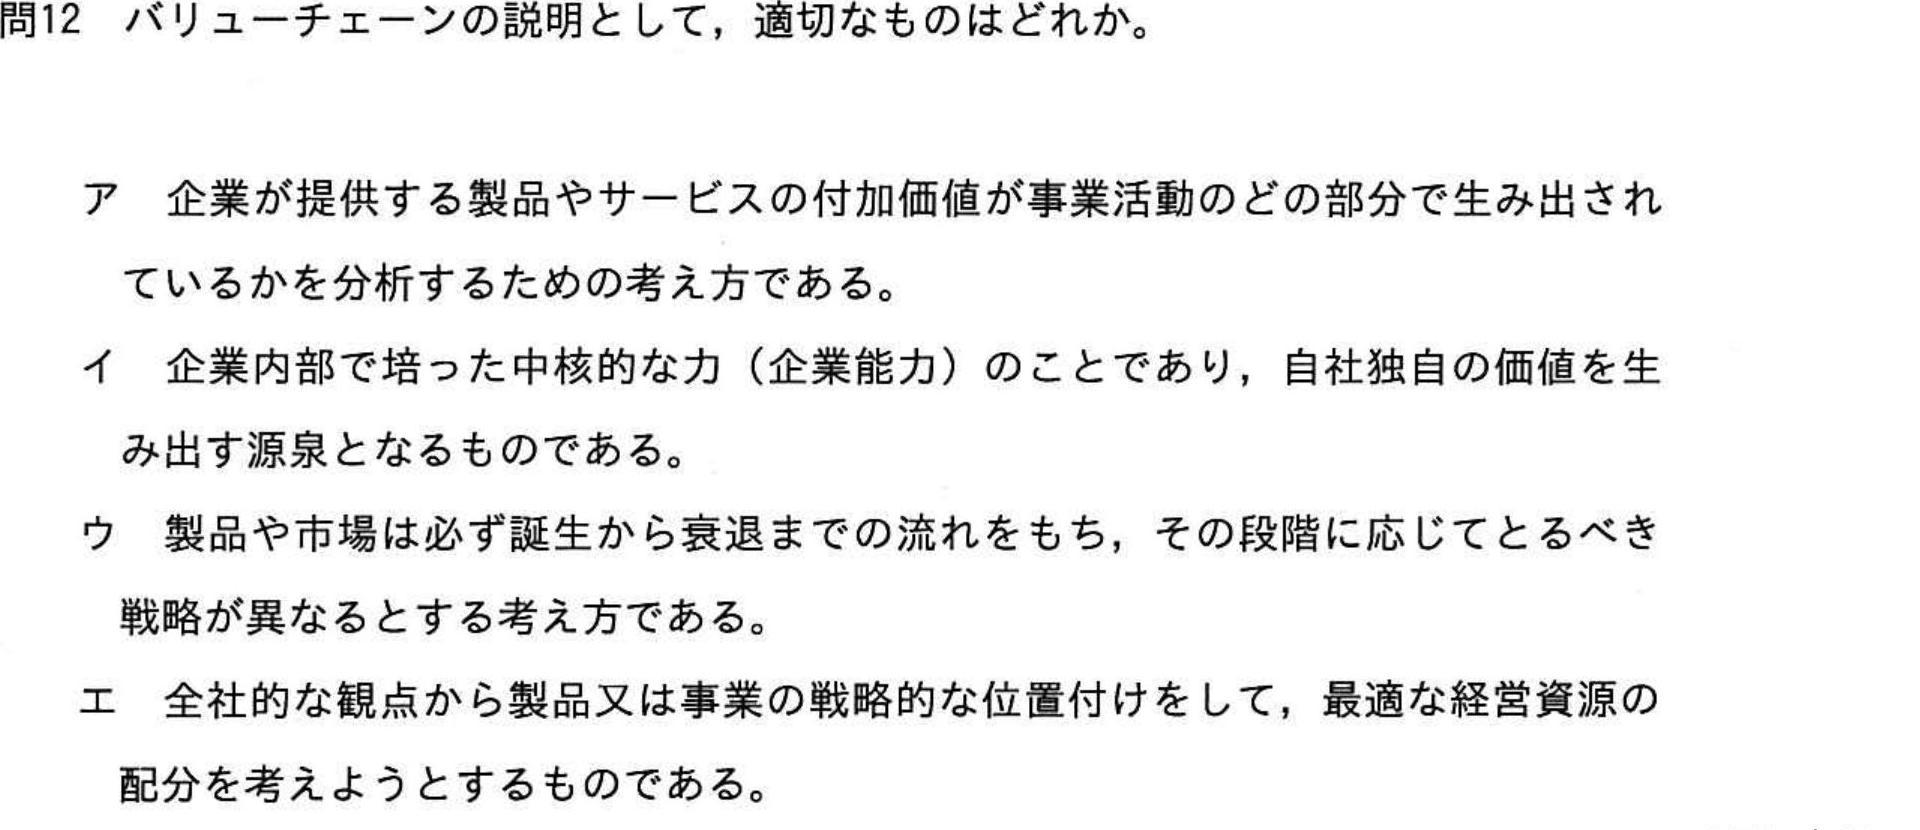 問12　バリューチェーンの説明として，適切なものはどれか。
ア　企業が提供する製品やサービスの付加価値が事業活動のどの部分で生み出され
ているかを分析するための考え方である。
イ　企業内部で培った中核的な力（企業能力）のことであり，自社独自の価値を生
み出す源泉となるものである。
ウ　製品や市場は必ず誕生から衰退までの流れをもち，その段階に応じてとるべき
戦略が異なるとする考え方である。
エ　全社的な観点から製品又は事業の戦略的な位置付けをして，最適な経営資源の
配分を考えようとするものである。